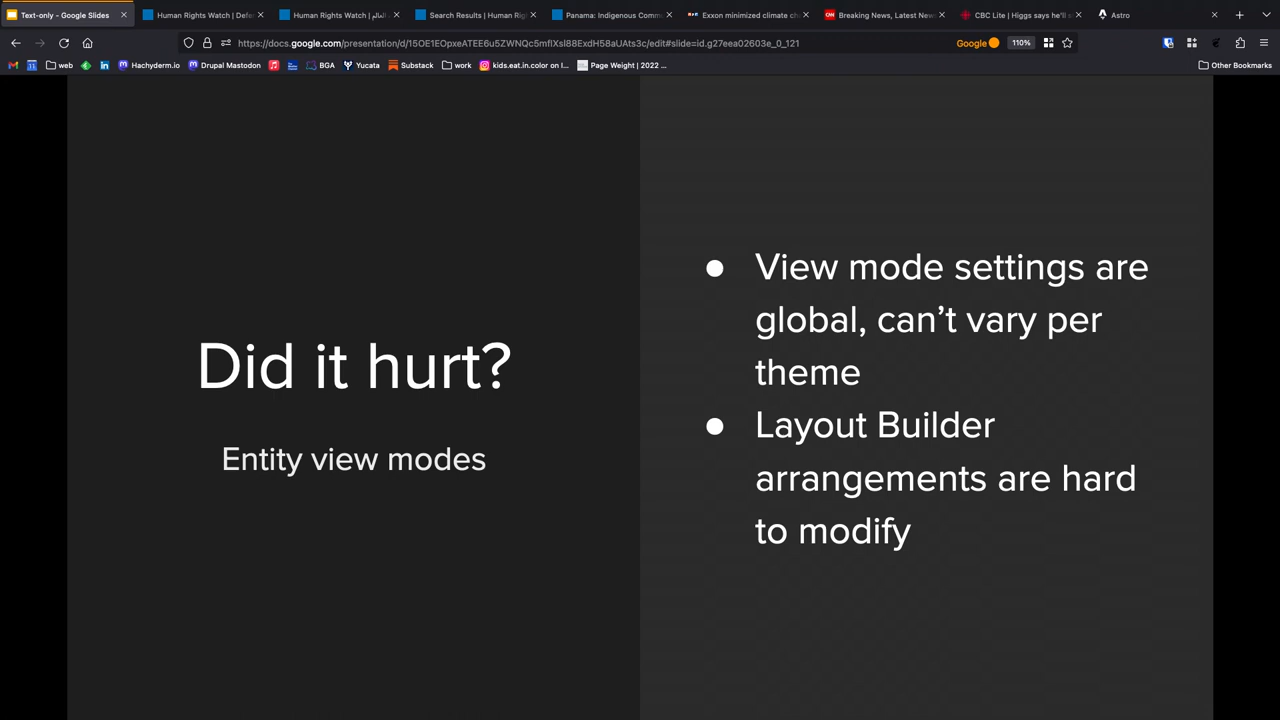 Text-only - Google Slides
Human Rights Watch | Defe
Human Rights Watch | العالم
Search Results | Human Rig
Panama: Indigenous Comm
Exxon minimized climate ch
Breaking News, Latest New
CBC Lite | Higgs says he'll s
Astro
https://docs.google.com/presentation/d/15OE1EOpxeATEE6u5ZWNQc5mflXsI88ExdH58aUAts3c/edit#slide=id.g27eea02603e_0_121
Google
110%
web
Hachyderm.io
Drupal Mastodon
BGA
Yucata
Substack
work
kids.eat.in.color on I...
Page Weight | 2022 ...
Other Bookmarks
Did it hurt?
Entity view modes
● View mode settings are
global, can’t vary per
theme
● Layout Builder
arrangements are hard
to modify